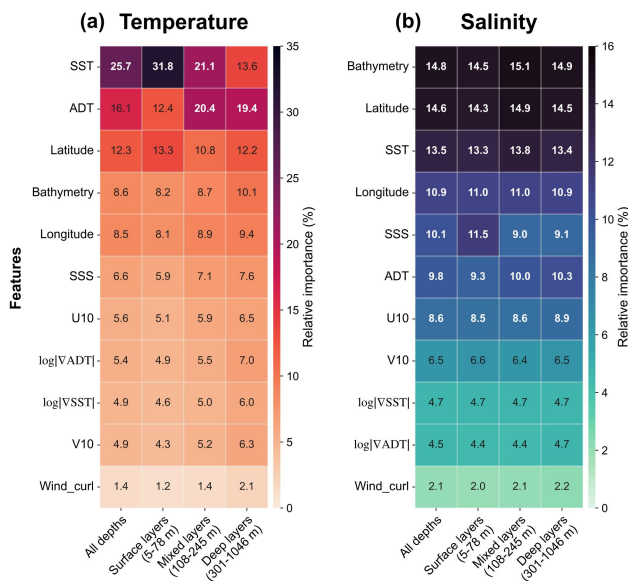 (a) Temperature
Features
SST 25.7 31.8 21.1 13.6
ADT 16.1 12.4 20.4 19.4
Latitude 12.3 13.3 10.8 12.2
Bathymetry 8.6 8.2 8.7 10.1
Longitude 8.5 8.1 8.9 9.4
SSS 6.6 5.9 7.1 7.6
U10 5.6 5.1 5.9 6.5
log|∇ADT| 5.4 4.9 5.5 7.0
log|∇SST| 4.9 4.6 5.0 6.0
V10 4.9 4.3 5.2 6.3
Wind_curl 1.4 1.2 1.4 2.1
All depths
Surface layers
(5-78 m)
Mixed layers
(108-245 m)
Deep layers
(301-1046 m)
35
30
25
20
15
10
5
0
Relative importance (%)
(b) Salinity
Bathymetry 14.8 14.5 15.1 14.9
Latitude 14.6 14.3 14.9 14.5
SST 13.5 13.3 13.8 13.4
Longitude 10.9 11.0 11.0 10.9
SSS 10.1 11.5 9.0 9.1
ADT 9.8 9.3 10.0 10.3
U10 8.6 8.5 8.6 8.9
V10 6.5 6.6 6.4 6.5
log|∇SST| 4.7 4.7 4.7 4.7
log|∇ADT| 4.5 4.4 4.4 4.7
Wind_curl 2.1 2.0 2.1 2.2
All depths
Surface layers
(5-78 m)
Mixed layers
(108-245 m)
Deep layers
(301-1046 m)
16
14
12
10
8
6
4
2
0
Relative importance (%)